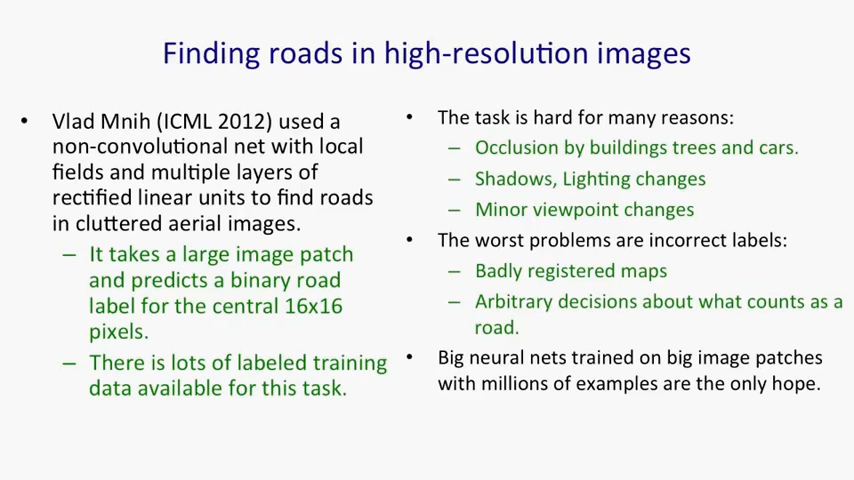 Finding roads in high-resolution images
• Vlad Mnih (ICML 2012) used a
non-convolutional net with local
fields and multiple layers of
rectified linear units to find roads
in cluttered aerial images.
– It takes a large image patch
and predicts a binary road
label for the central 16x16
pixels.
– There is lots of labeled training
data available for this task.
• The task is hard for many reasons:
– Occlusion by buildings trees and cars.
– Shadows, Lighting changes
– Minor viewpoint changes
• The worst problems are incorrect labels:
– Badly registered maps
– Arbitrary decisions about what counts as a
road.
• Big neural nets trained on big image patches
with millions of examples are the only hope.